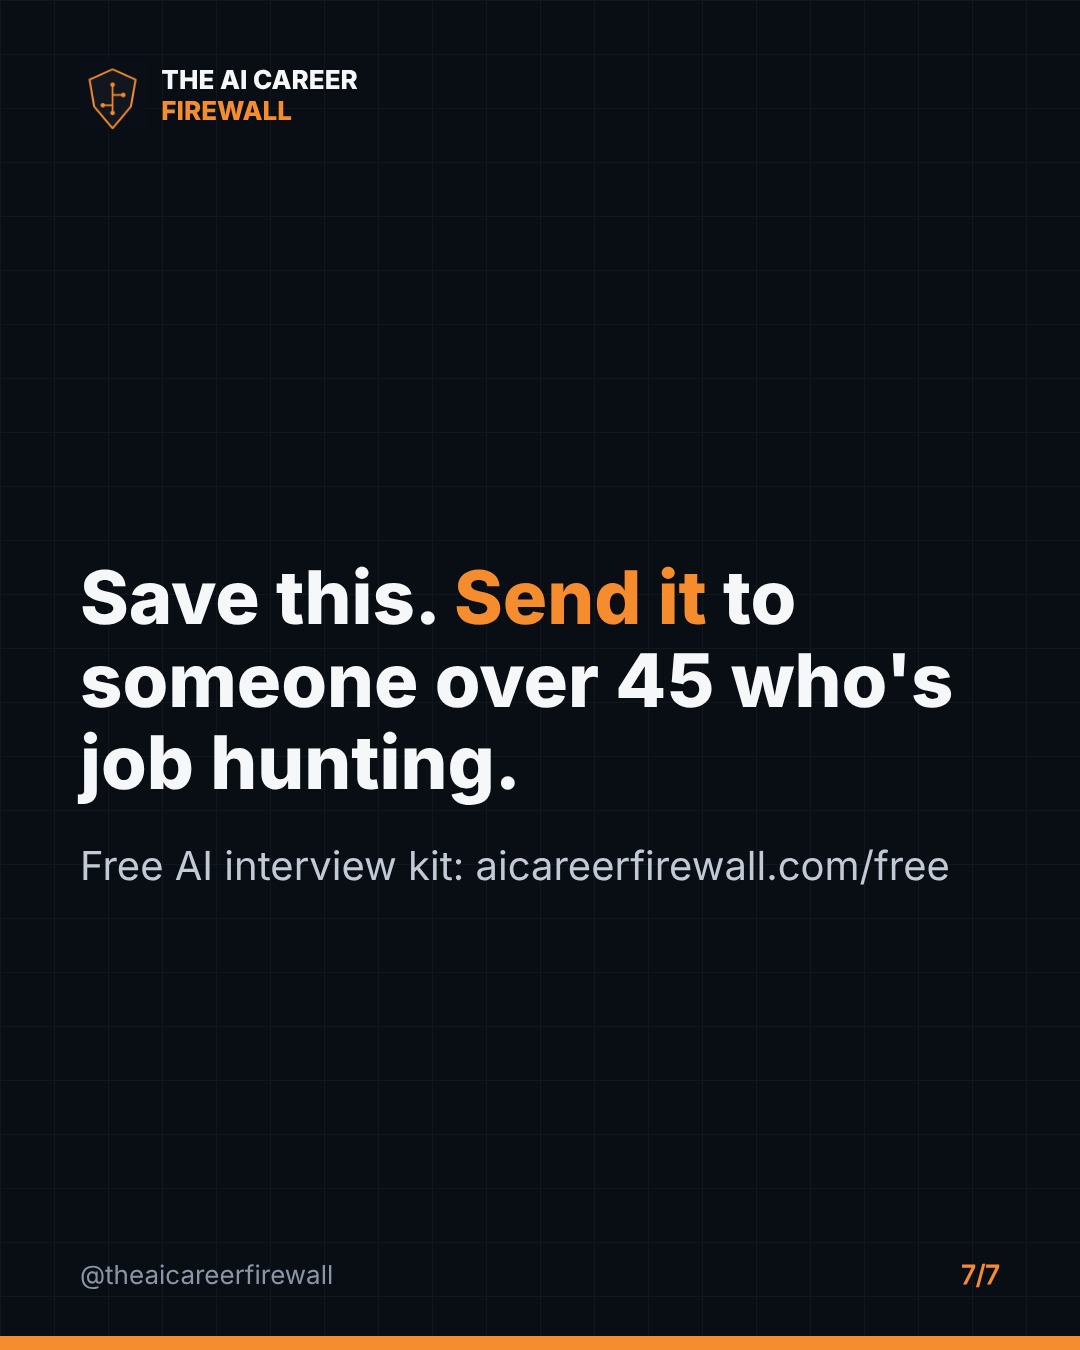 THE AI CAREER
FIREWALL
Save this. Send it to
someone over 45 who's
job hunting.
Free AI interview kit: aicareerfirewall.com/free
@theaicareerfirewall
7/7